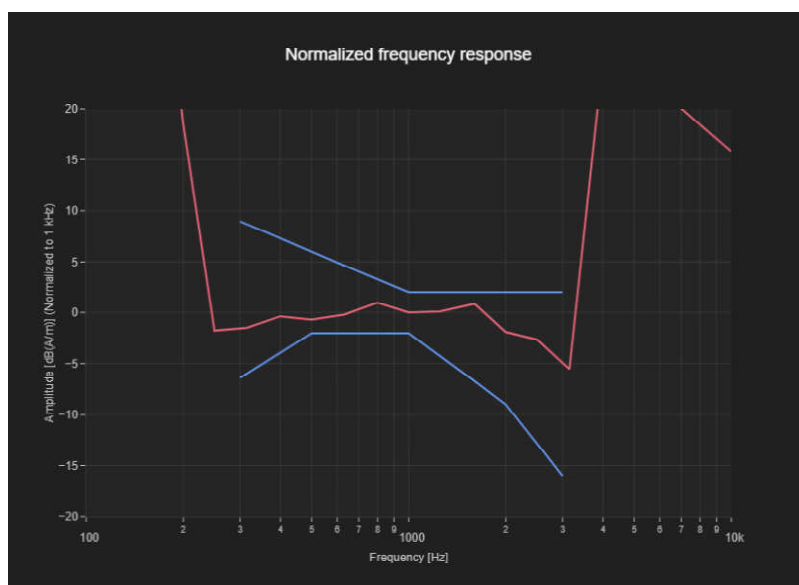 Normalized frequency response
Amplitude [dB(A/m)] (Normalized to 1 kHz)
20
15
10
5
0
−5
−10
−15
−20
100 2 3 4 5 6 7 8 9 1000 2 3 4 5 6 7 8 9 10k
Frequency [Hz]